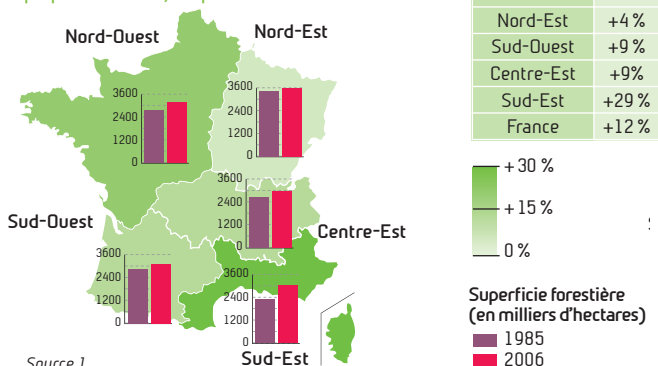 Nord-Ouest
Nord-Est
3600
2400
1200
0
3600
2400
1200
0
Sud-Ouest
3600
2400
1200
0
Centre-Est
3600
2400
1200
0
3600
2400
1200
0
Sud-Est
Source 1
Nord-Est +4 %
Sud-Ouest +9 %
Centre-Est +9%
Sud-Est +29 %
France +12 %
+ 30 %
+ 15 %
0 %
Superficie forestière
(en milliers d'hectares)
1985
2006